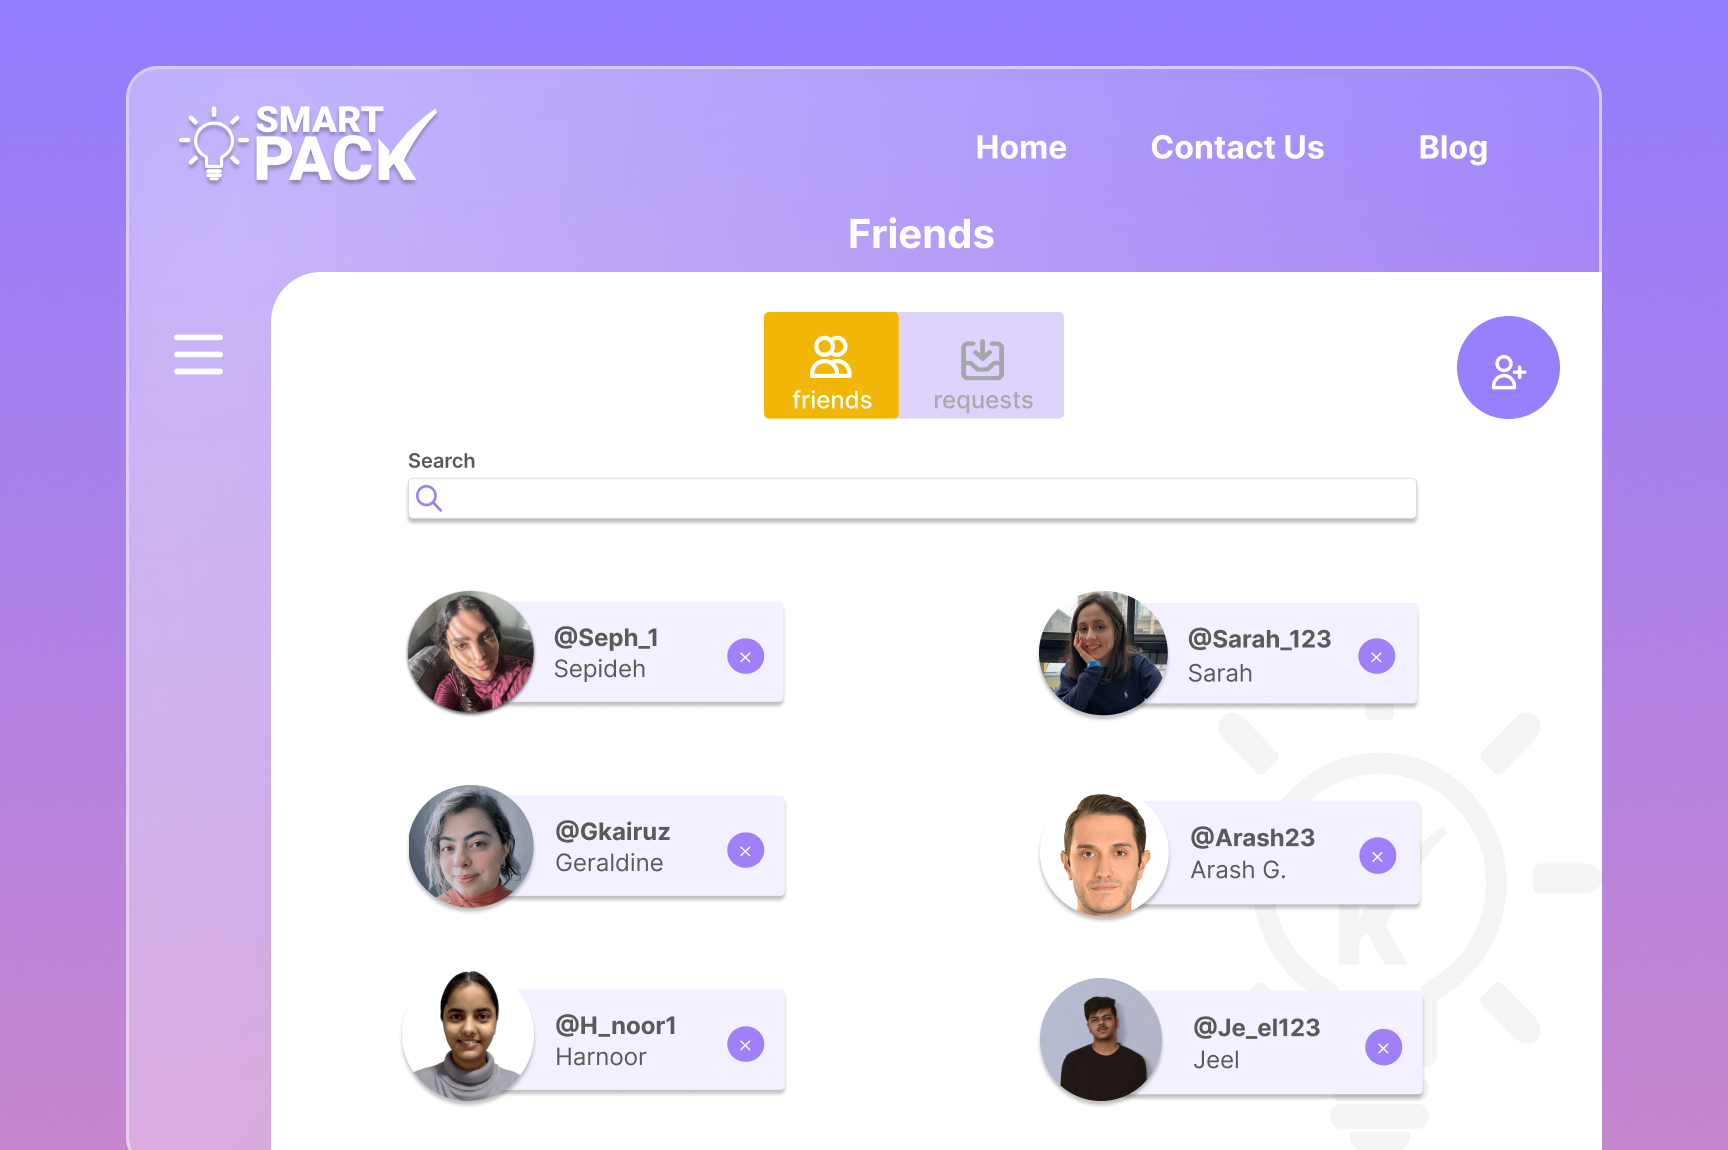 SMART
PACK
Home
Contact Us
Blog
Friends
friends
requests
Search
@Seph_1
Sepideh
@Sarah_123
Sarah
@Gkairuz
Geraldine
@Arash23
Arash G.
K
@H_noor1
Harnoor
@Je_el123
Jeel